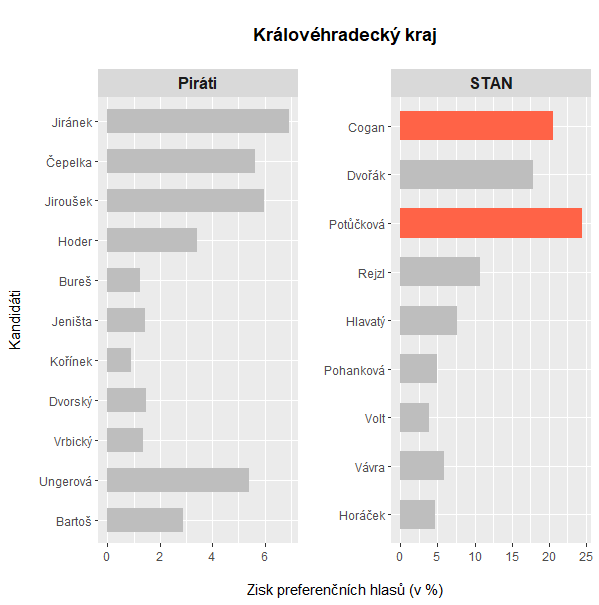 Královéhradecký kraj
Kandidáti
Piráti
Jiránek
Čepelka
Jiroušek
Hoder
Bureš
Jeništa
Kořínek
Dvorský
Vrbický
Ungerová
Bartoš
0 2 4 6
STAN
Cogan
Dvořák
Potůčková
Rejzl
Hlavatý
Pohanková
Volt
Vávra
Horáček
0 5 10 15 20 25
Zisk preferenčních hlasů (v %)